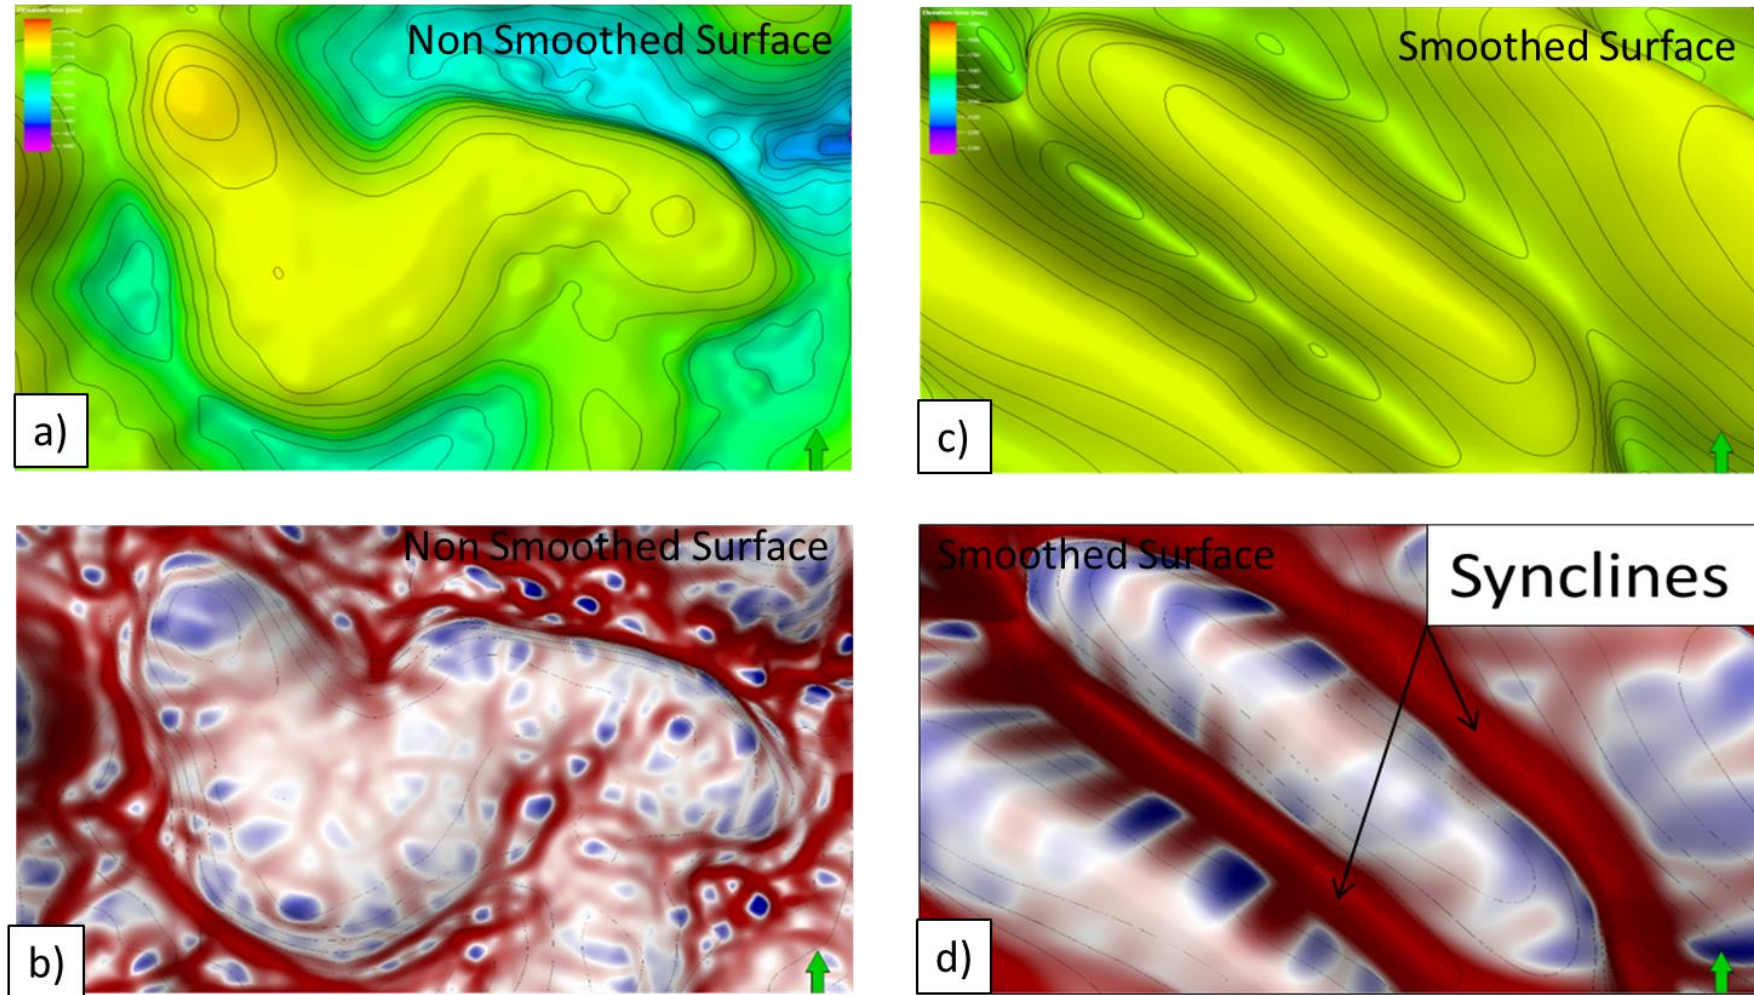 Non Smoothed Surface
a)
Smoothed Surface
c)
Non Smoothed Surface
b)
Smoothed Surface
Synclines
d)